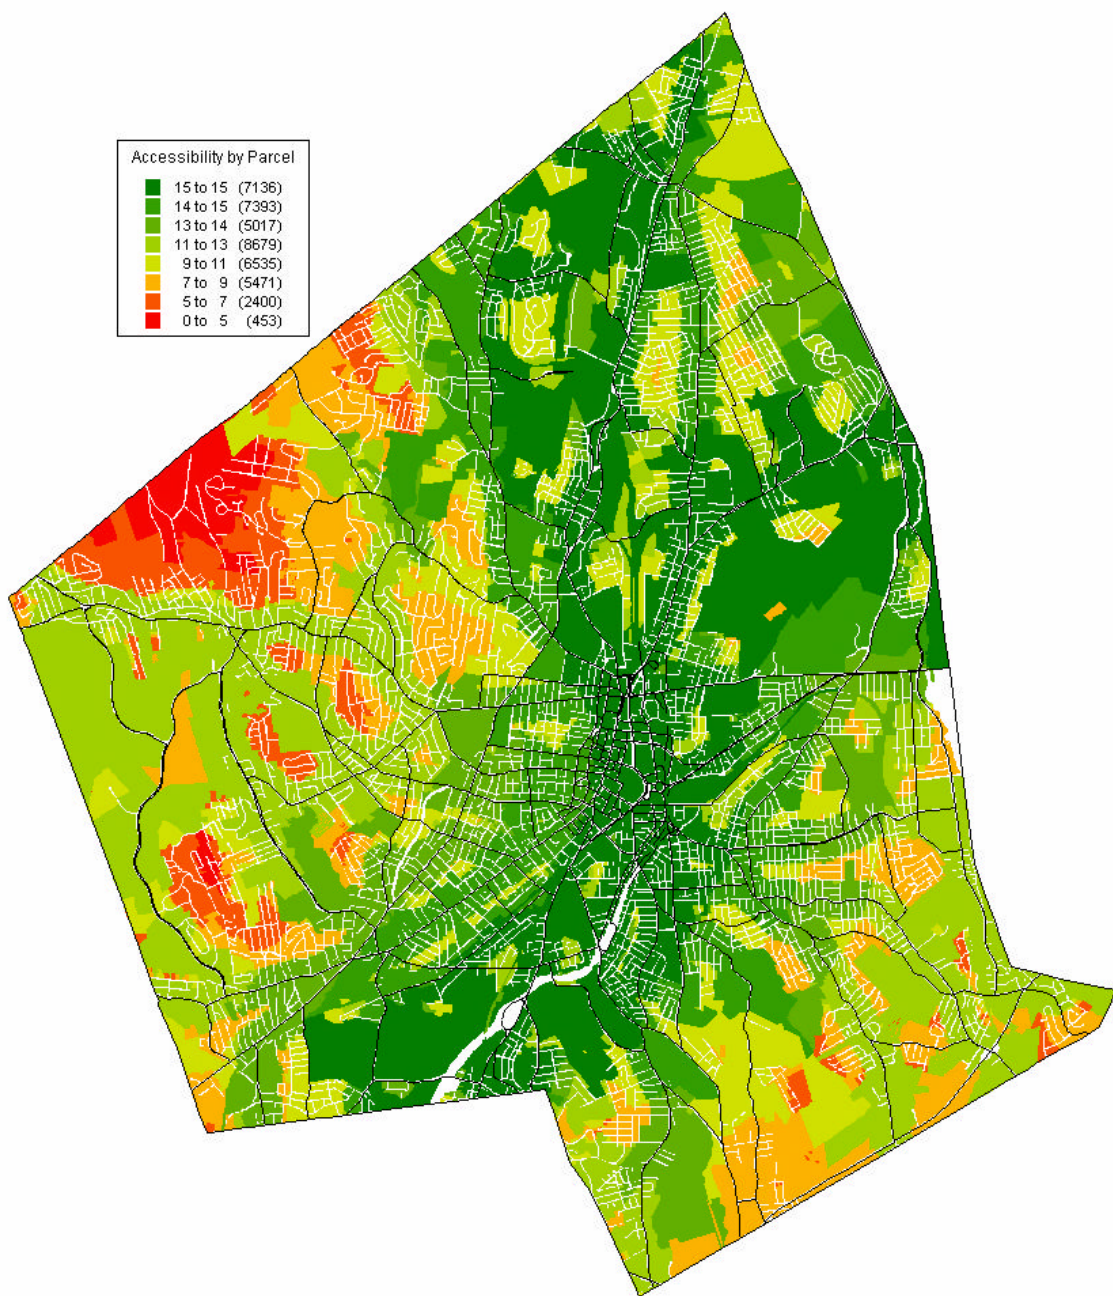 Accessibility by Parcel
15 to 15 (7136)
14 to 15 (7393)
13 to 14 (5017)
11 to 13 (8679)
9 to 11 (6535)
7 to 9 (5471)
5 to 7 (2400)
0 to 5 (453)